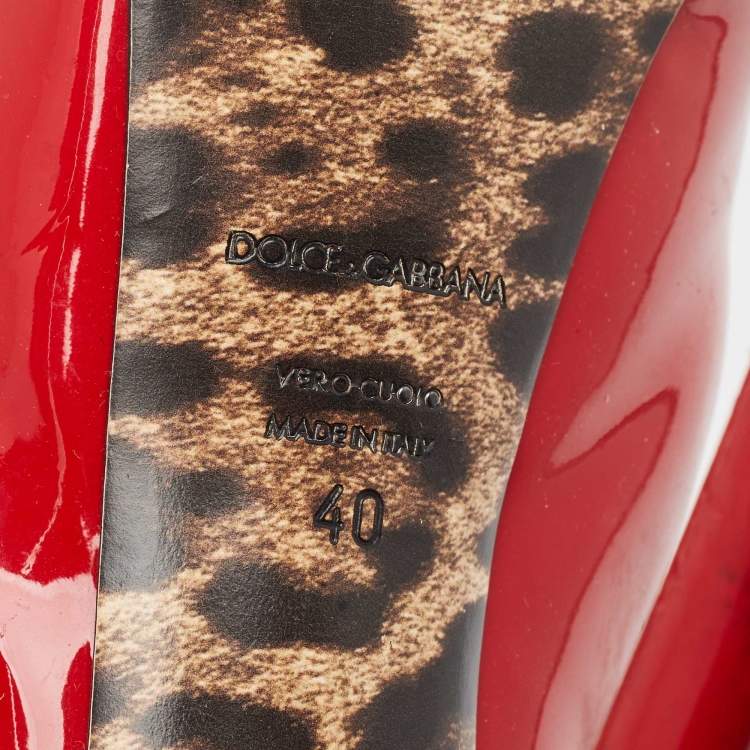 DOLCE & GABBANA
VERO-CUOIO
MADE IN ITALY
40